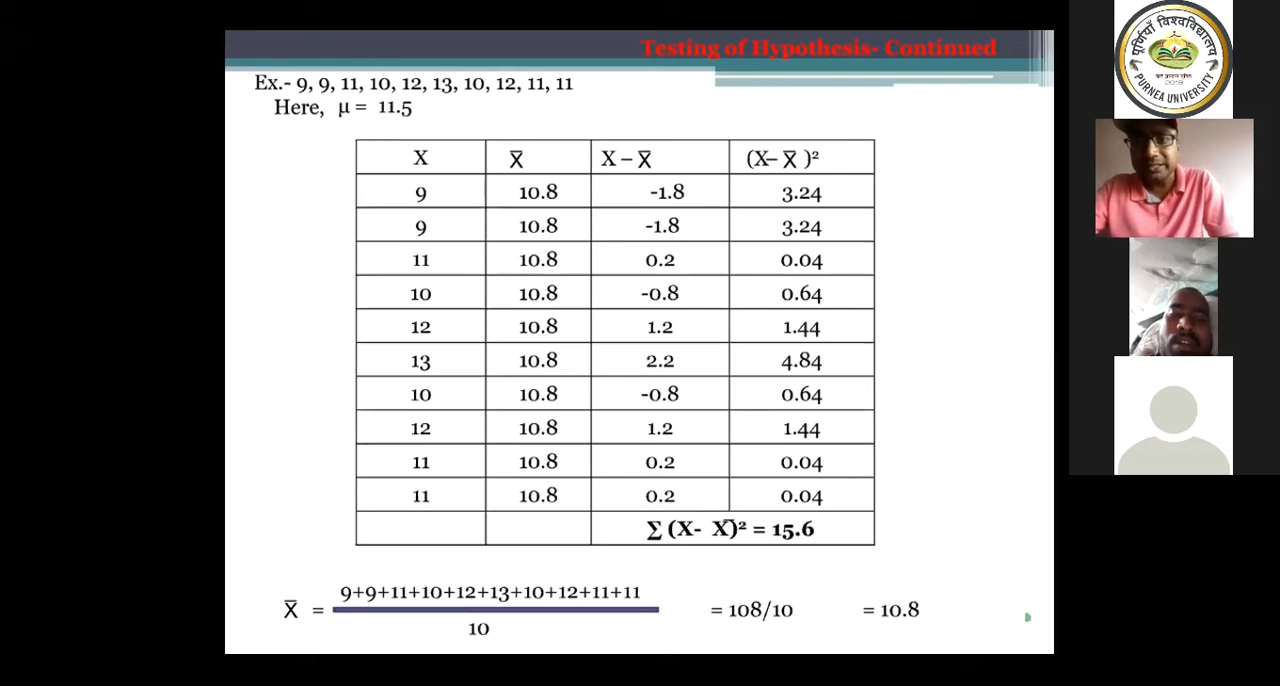 Testing of Hypothesis- Continued
Ex.- 9, 9, 11, 10, 12, 13, 10, 12, 11, 11
Here, μ = 11.5
X X̅ X – X̅ (X– X̅ )²
9 10.8 -1.8 3.24
9 10.8 -1.8 3.24
11 10.8 0.2 0.04
10 10.8 -0.8 0.64
12 10.8 1.2 1.44
13 10.8 2.2 4.84
10 10.8 -0.8 0.64
12 10.8 1.2 1.44
11 10.8 0.2 0.04
11 10.8 0.2 0.04
∑ (X- X̅)² = 15.6
9+9+11+10+12+13+10+12+11+11
X̅ = = 108/10 = 10.8
10
पूर्णियाँ विश्वविद्यालय
2018
PURNEA UNIVERSITY